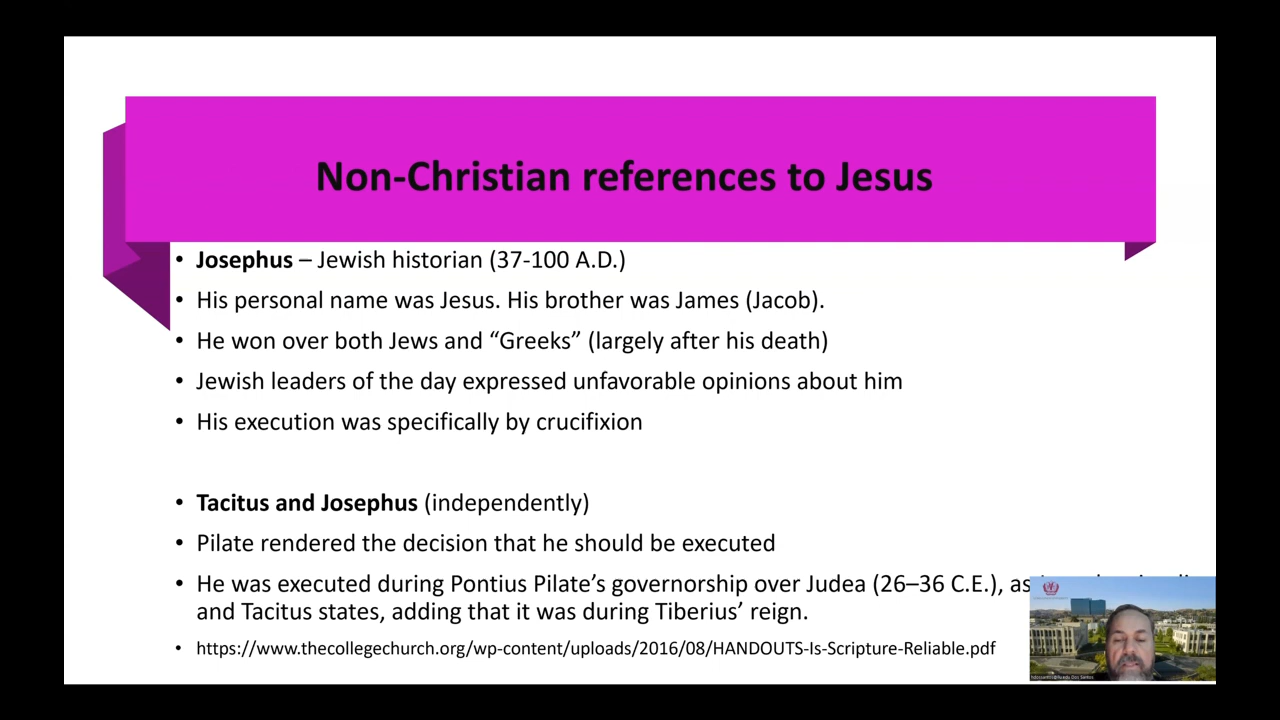 Non-Christian references to Jesus
• Josephus – Jewish historian (37-100 A.D.)
• His personal name was Jesus. His brother was James (Jacob).
• He won over both Jews and “Greeks” (largely after his death)
• Jewish leaders of the day expressed unfavorable opinions about him
• His execution was specifically by crucifixion
• Tacitus and Josephus (independently)
• Pilate rendered the decision that he should be executed
• He was executed during Pontius Pilate’s governorship over Judea (26–36 C.E.), as
and Tacitus states, adding that it was during Tiberius’ reign.
• https://www.thecollegechurch.org/wp-content/uploads/2016/08/HANDOUTS-Is-Scripture-Reliable.pdf
Dos Santos